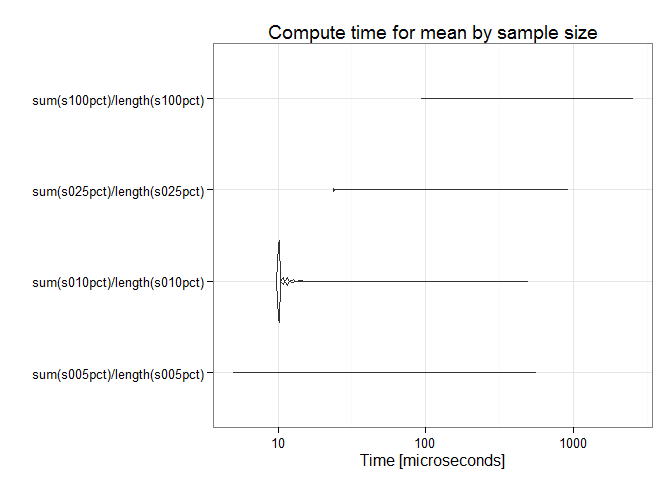 Compute time for mean by sample size
sum(s100pct)/length(s100pct)
sum(s025pct)/length(s025pct)
sum(s010pct)/length(s010pct)
sum(s005pct)/length(s005pct)
10 100 1000
Time [microseconds]